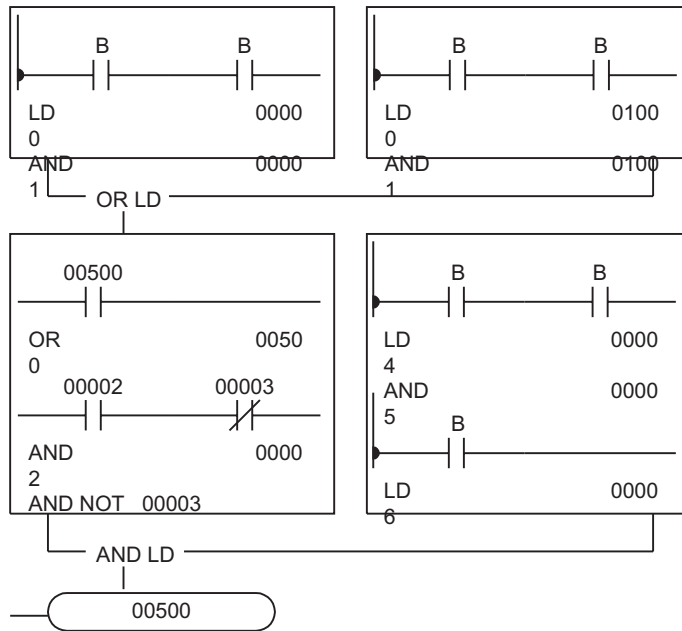 B B
LD 0000
0
AND 0000
1
B B
LD 0100
0
AND 0100
1
OR LD
00500
OR 0050
0
00002 00003
AND 0000
2
AND NOT 00003
B B
LD 0000
4
AND 0000
5
B
LD 0000
6
AND LD
00500